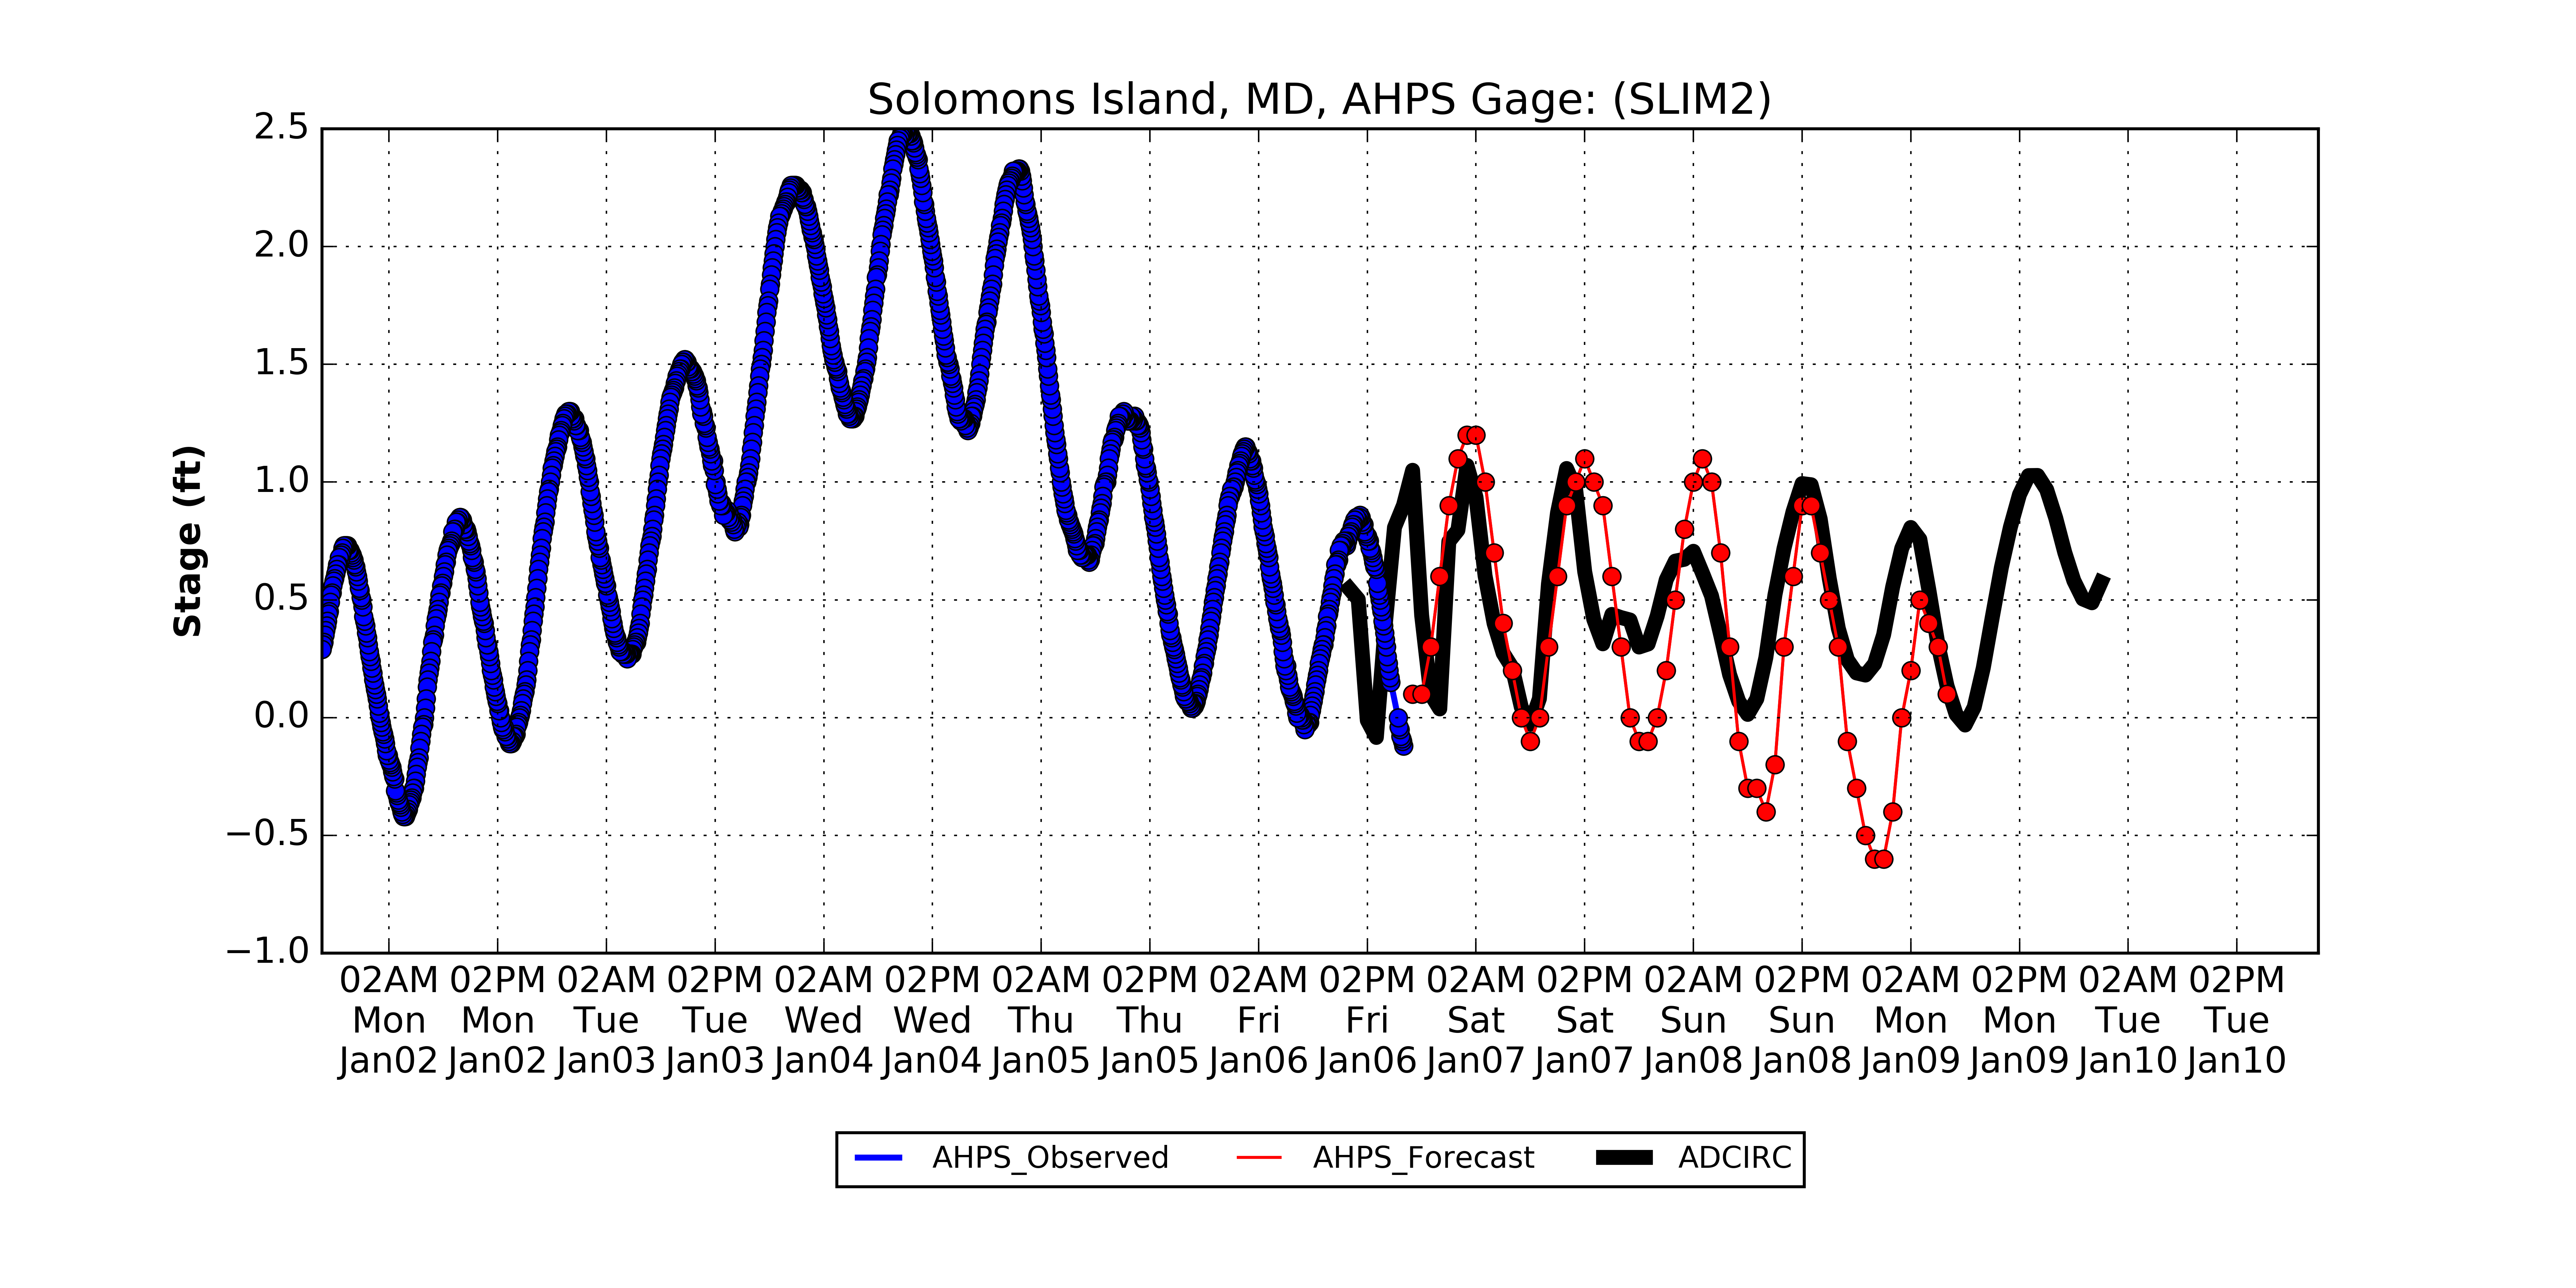 Solomons Island, MD, AHPS Gage: (SLIM2)
2.5
2.0
1.5
1.0
0.5
0.0
−0.5
−1.0
Stage (ft)
02AM 02PM 02AM 02PM 02AM 02PM 02AM 02PM 02AM 02PM 02AM 02PM 02AM 02PM 02AM 02PM 02AM 02PM
Mon Mon Tue Tue Wed Wed Thu Thu Fri Fri Sat Sat Sun Sun Mon Mon Tue Tue
Jan02 Jan02 Jan03 Jan03 Jan04 Jan04 Jan05 Jan05 Jan06 Jan06 Jan07 Jan07 Jan08 Jan08 Jan09 Jan09 Jan10 Jan10
AHPS_Observed AHPS_Forecast ADCIRC